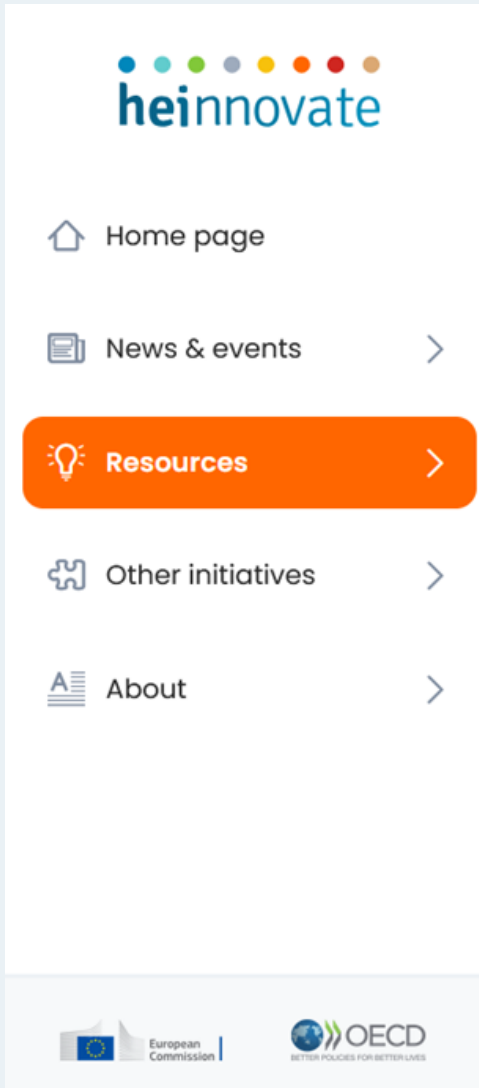 heinnovate
Home page
News & events
Resources
Other initiatives
A
About
European
Commission
OECD
BETTER POLICIES FOR BETTER LIVES